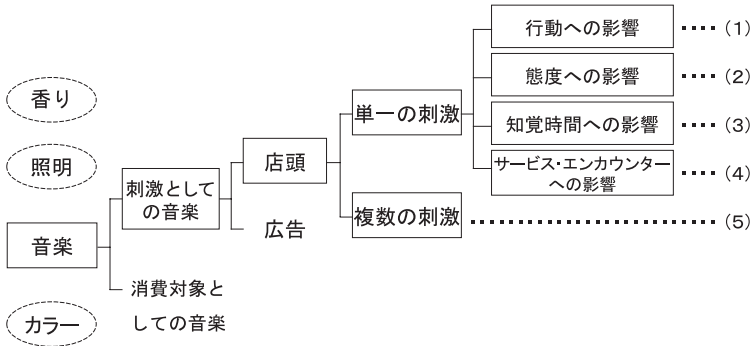 香り
照明
音楽
カラー
刺激として
の音楽
消費対象と
しての音楽
店頭
広告
単一の刺激
複数の刺激
行動への影響 ‥‥ (1)
態度への影響 ‥‥ (2)
知覚時間への影響 ‥‥ (3)
サービス・エンカウンター
への影響 ‥‥ (4)
‥‥‥‥‥‥‥‥‥‥‥‥ (5)